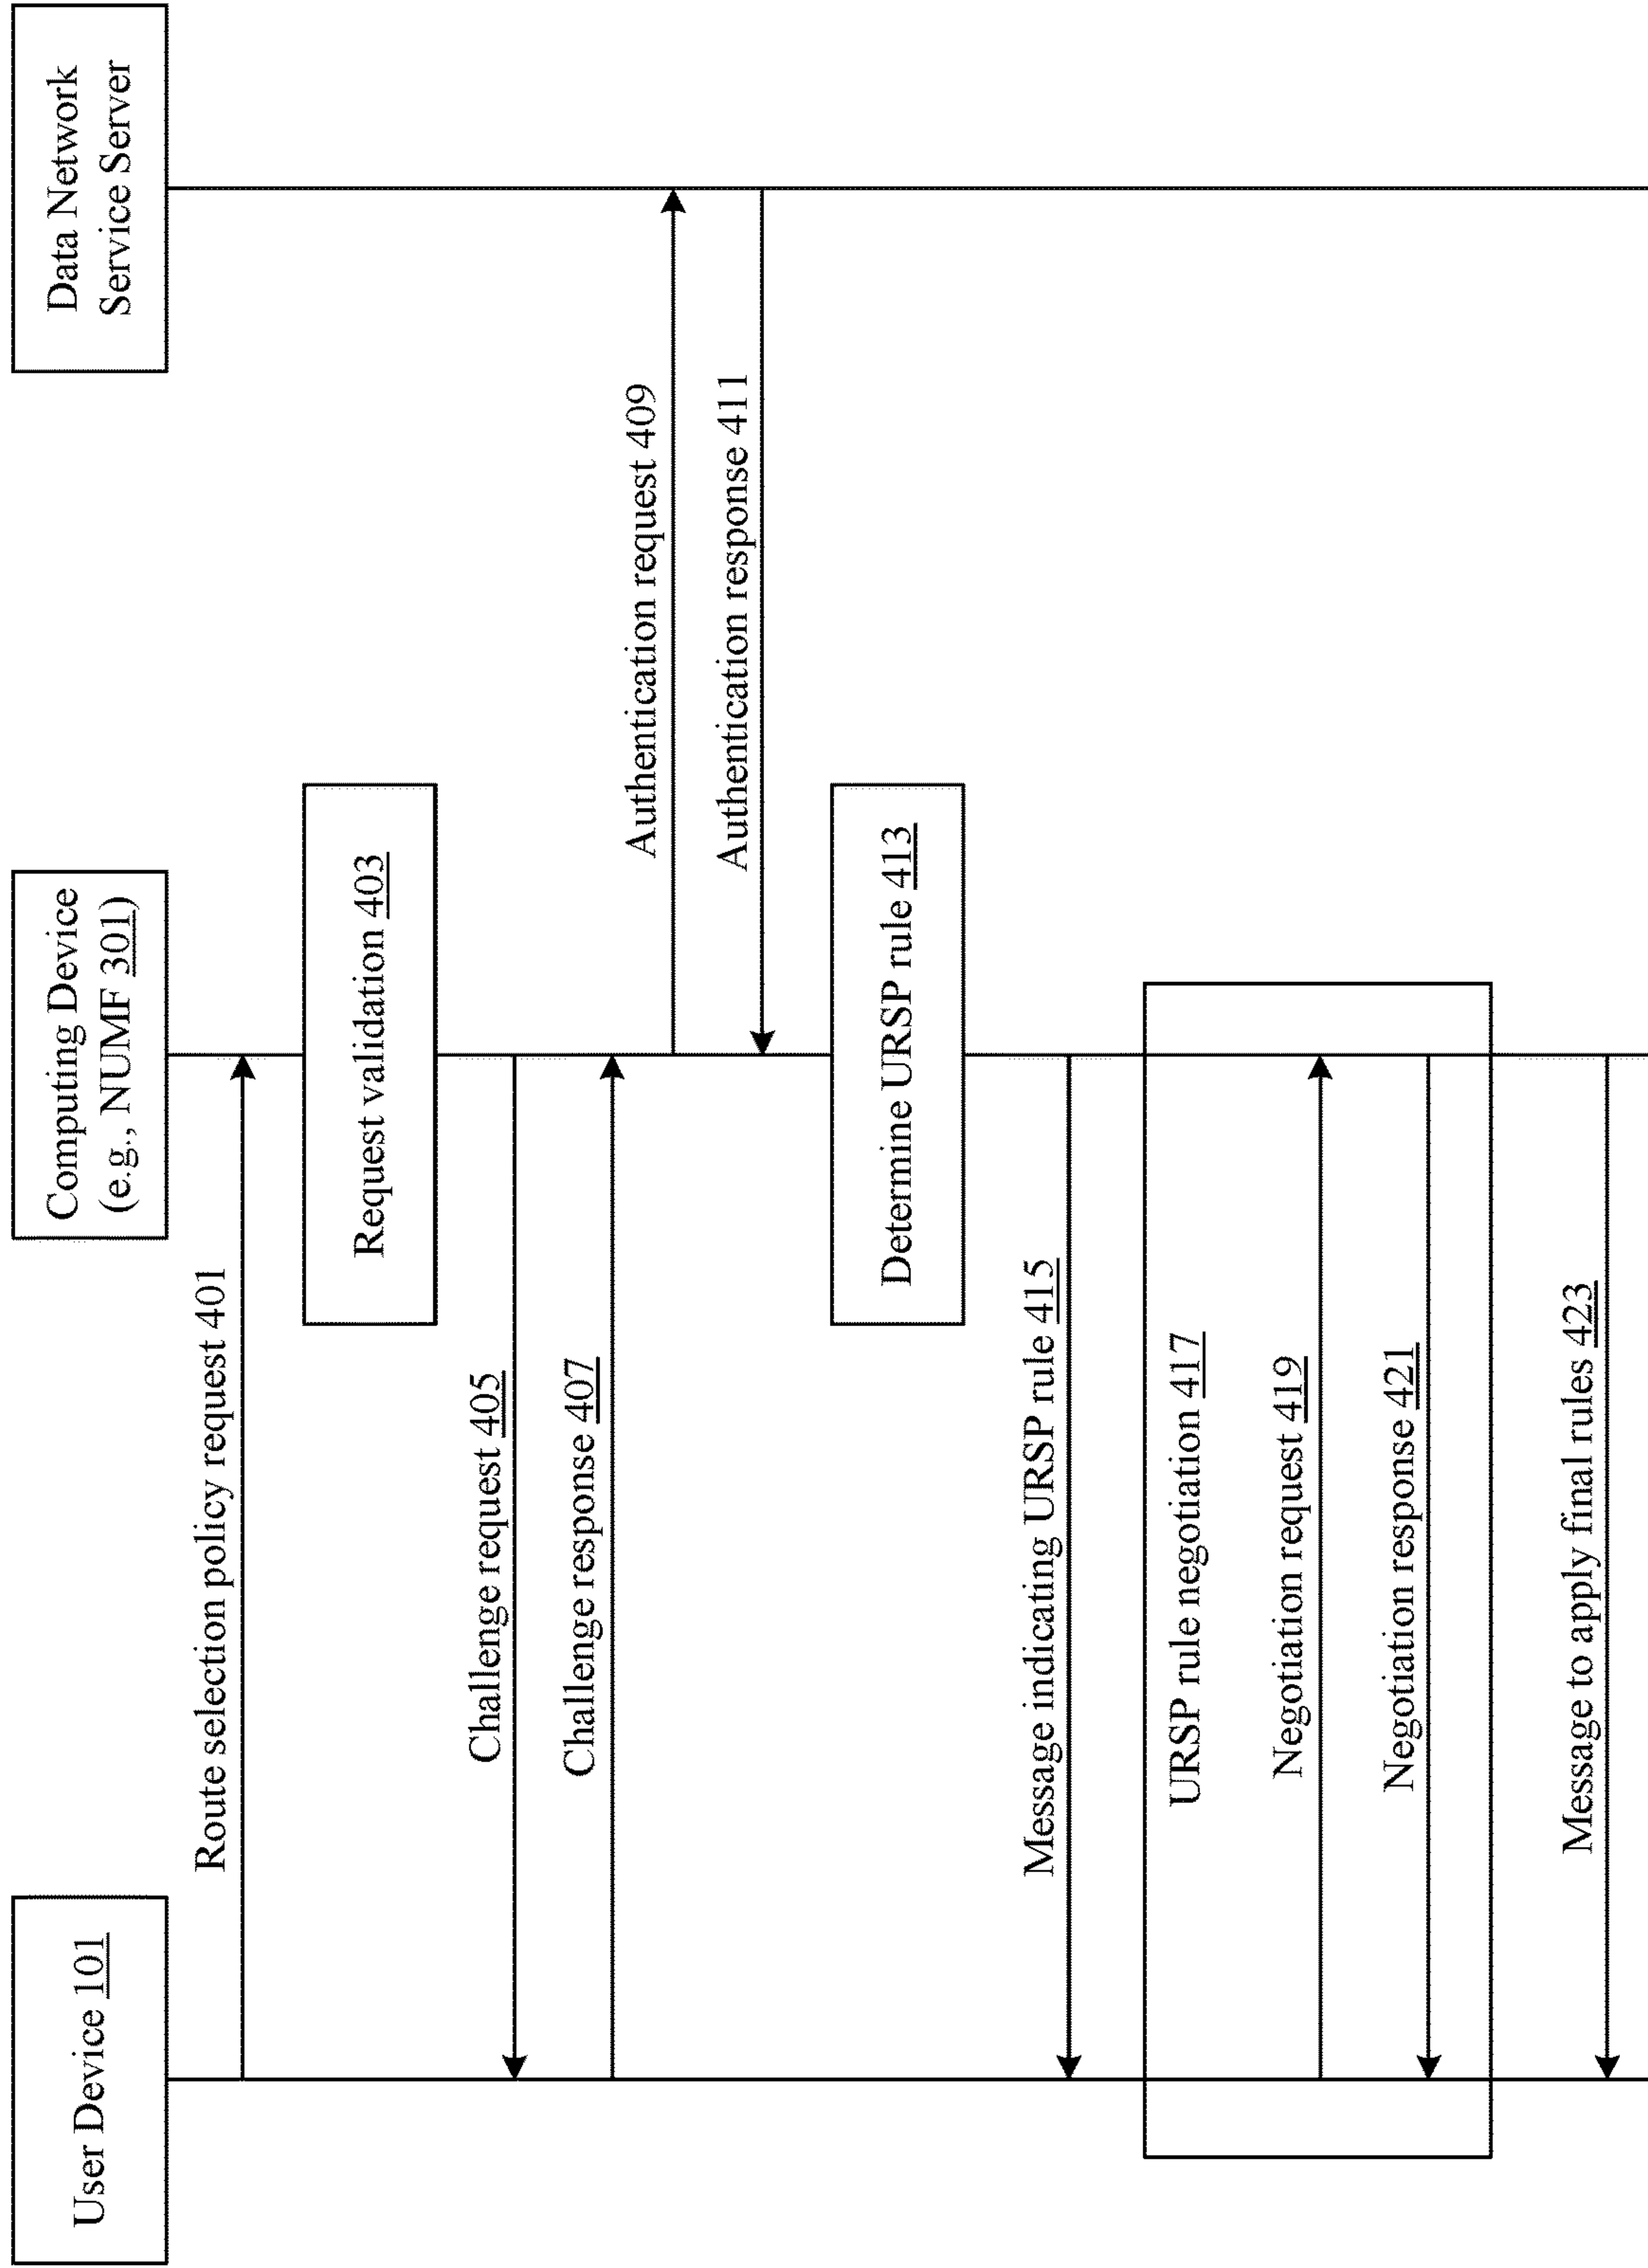 User Device 101
Computing Device
(e.g., NUMF 301)
Data Network
Service Server
Route selection policy request 401
Request validation 403
Challenge request 405
Challenge response 407
Authentication request 409
Authentication response 411
Determine URSP rule 413
Message indicating URSP rule 415
URSP rule negotiation 417
Negotiation request 419
Negotiation response 421
Message to apply final rules 423